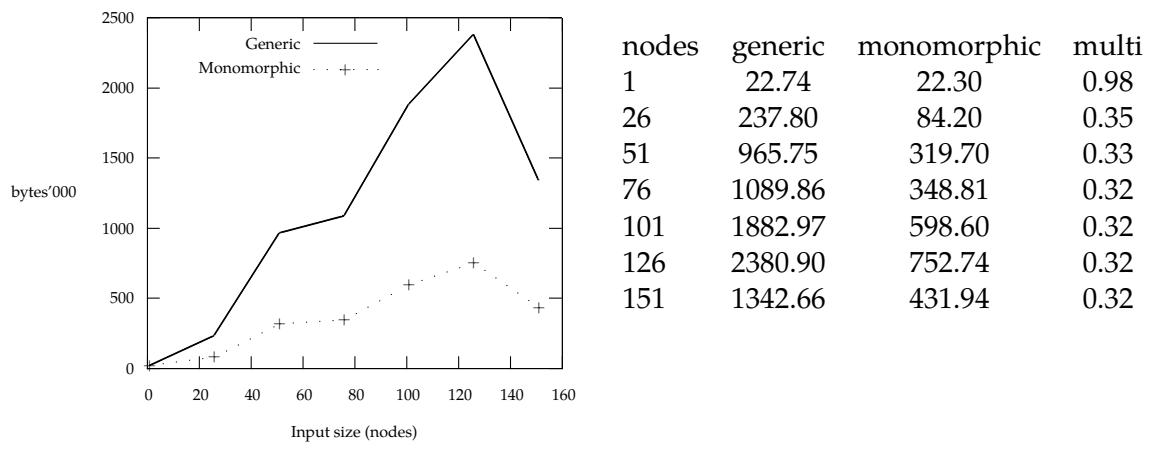 2500
2000
1500
1000
500
0
bytes'000
Generic
Monomorphic
0 20 40 60 80 100 120 140 160
Input size (nodes)
nodes generic monomorphic multi
1 22.74 22.30 0.98
26 237.80 84.20 0.35
51 965.75 319.70 0.33
76 1089.86 348.81 0.32
101 1882.97 598.60 0.32
126 2380.90 752.74 0.32
151 1342.66 431.94 0.32